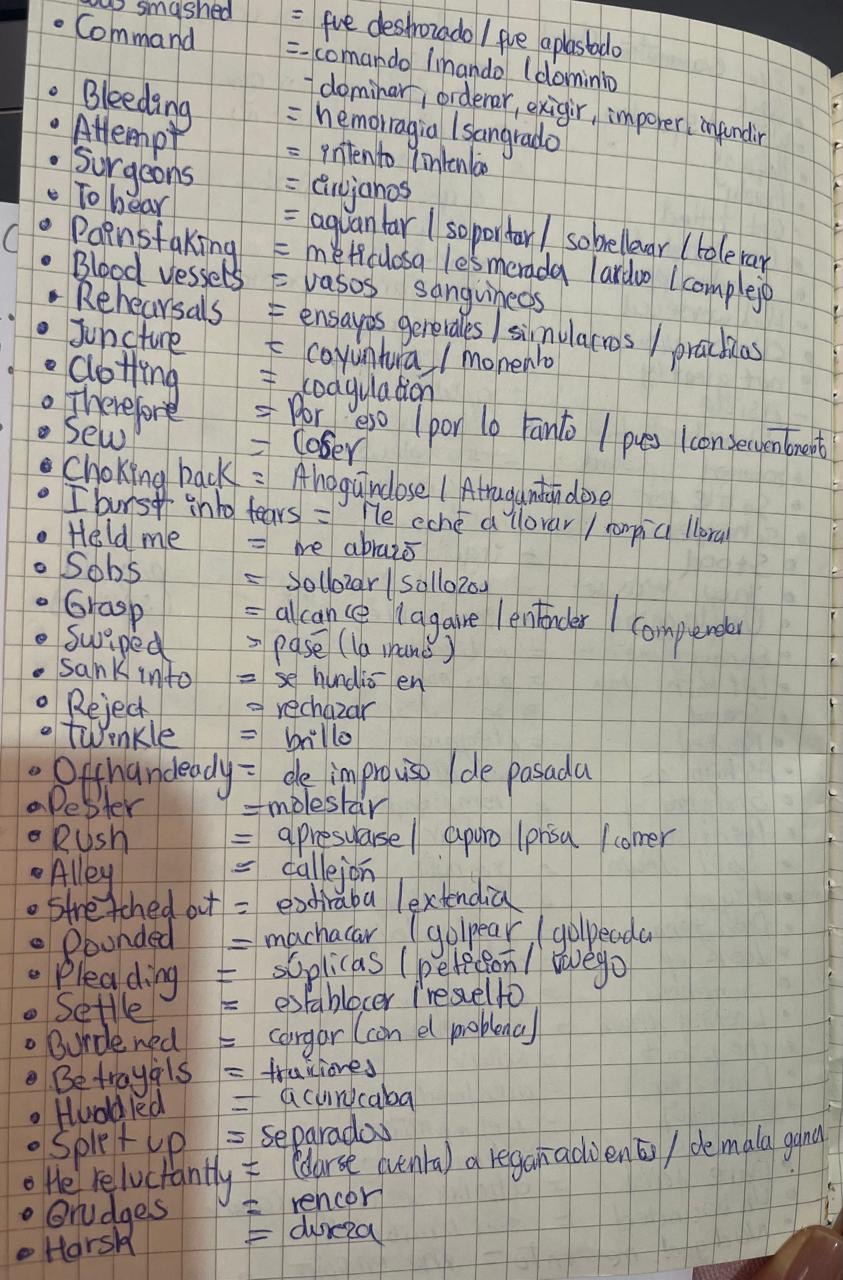 smashed = fue destrozado / fue aplastado
• Command = - comando / mando / dominio
- dominar, ordenar, exigir, imponer, infundir
• Bleeding = hemorragia / sangrado
• Attempt = intento / intentó
• Surgeons = cirujanos
• To bear = aguantar / soportar / sobrellevar / tolerar
• Painstaking = meticulosa / esmerada / arduo / complejo
• Blood vessets = vasos sanguineos
• Rehearsals = ensayos generales / simulacros / practicas
• Juncture = coyuntura / momento
• Clotting = coagulación
• Therefore = Por eso / por lo tanto / pues / consecuentemente
• Sew = Coser
• Choking back = Ahogándose / Atragantándose
• I burst into tears = Me eché a llorar / rompí a llorar
• Held me = me abrazó
• Sobs = sollozar / sollozos
• Grasp = alcance / agarre / entender / comprender
• Swiped = pasé (la mano)
• Sank into = se hundió en
• Reject = rechazar
• Twinkle = brillo
• Offhandeady = de improviso / de pasada
• Pester = molestar
• Rush = apresurarse / apuro / prisa / correr
• Alley = callejón
• Stretched out = estiraba / extendía
• Pounded = machacar / golpear / golpeada
• Pleading = súplicas / petición / ruego
• Settle = establecer / resuelto
• Burdened = cargar (con el problema)
• Betrayals = traiciones
• Huddled = acurrucaba
• Split up = separados
• He reluctantly = (darse cuenta) a regañadientes / de mala gana
• Grudges = rencor
• Harsh = dureza